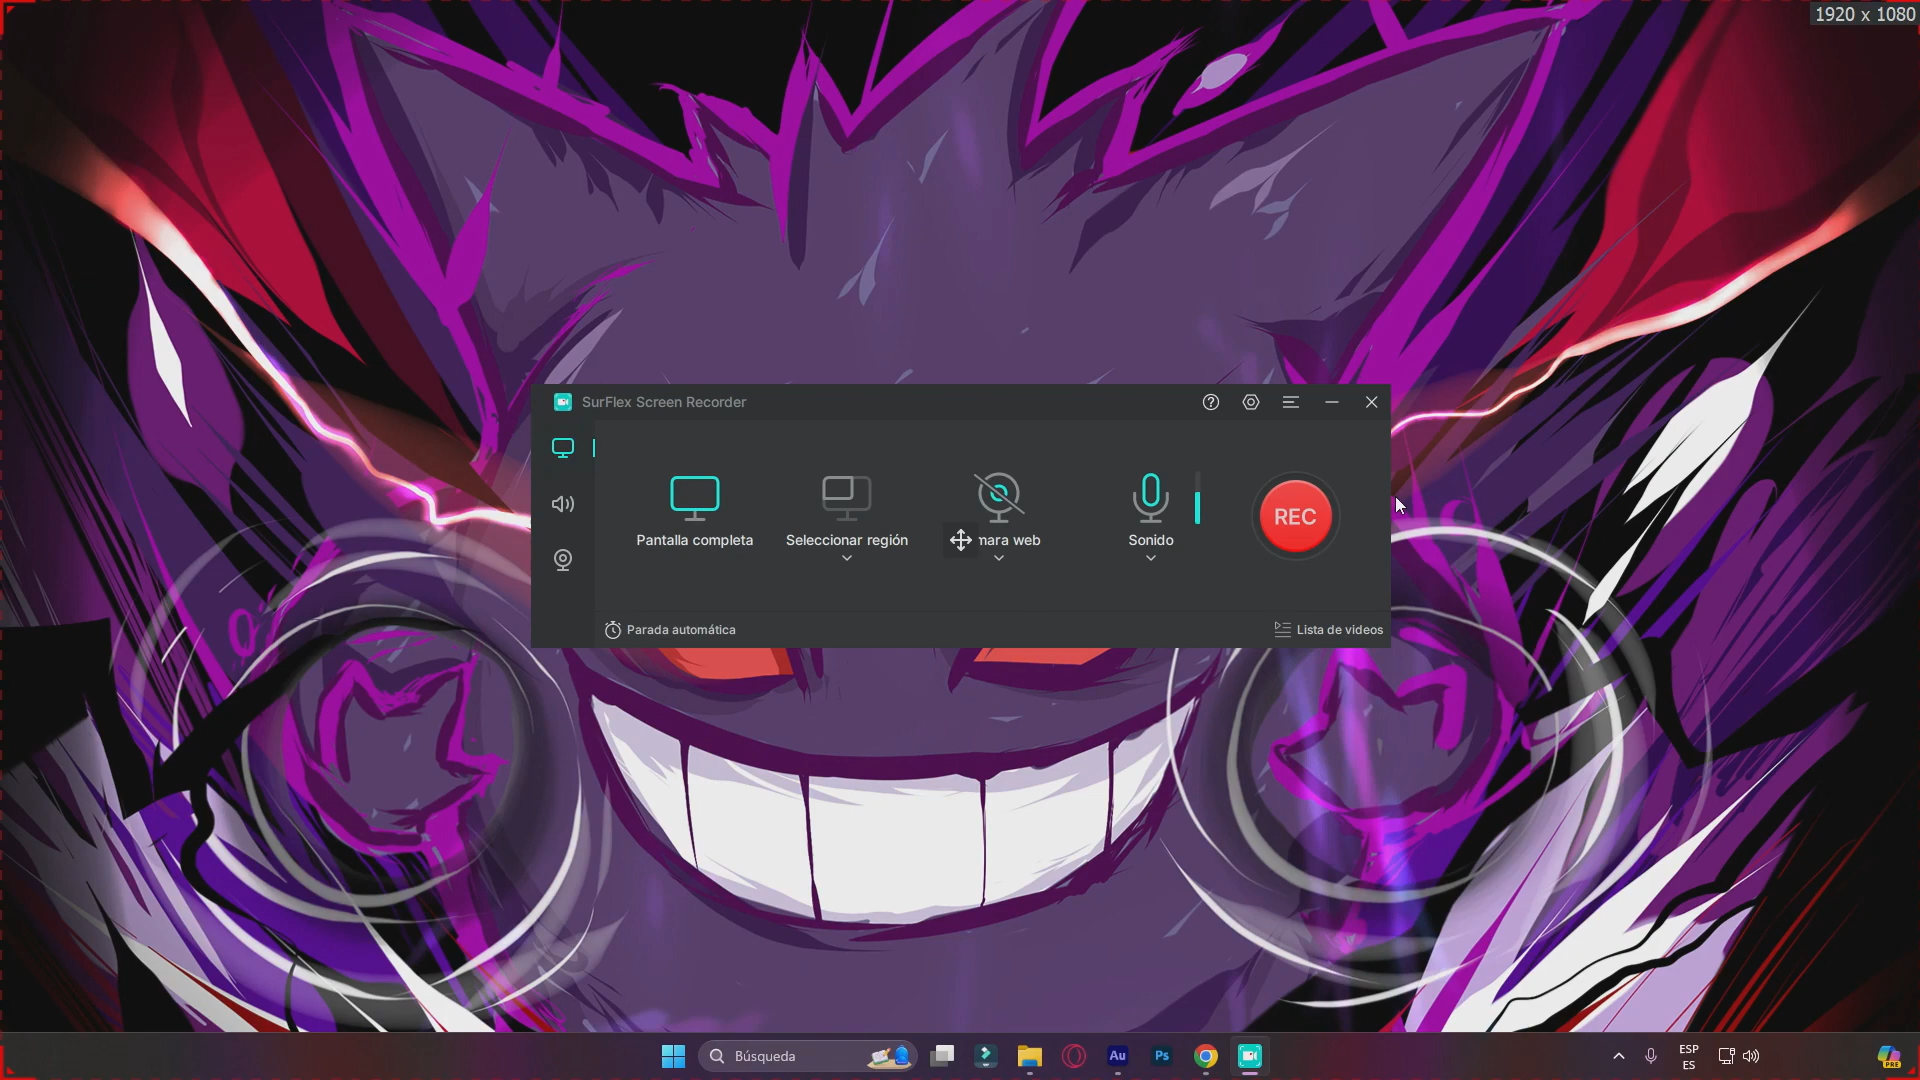 1920 x 1080
SurFlex Screen Recorder
Pantalla completa
Seleccionar región
mara web
Sonido
REC
Parada automática
Lista de videos
Búsqueda
Au
Ps
ESP
ES
PRE